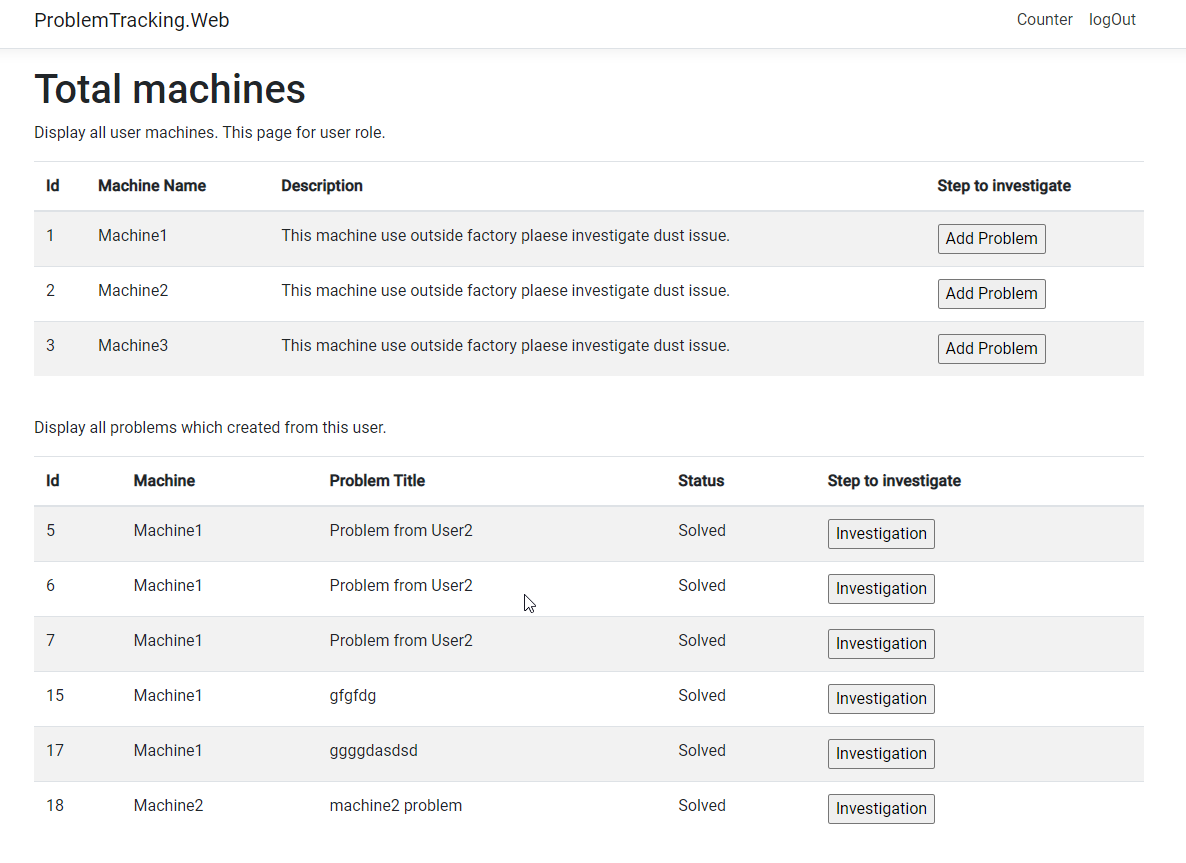 ProblemTracking.Web Counter logOut
Total machines
Display all user machines. This page for user role.
Id Machine Name Description Step to investigate
1 Machine1 This machine use outside factory plaese investigate dust issue. Add Problem
2 Machine2 This machine use outside factory plaese investigate dust issue. Add Problem
3 Machine3 This machine use outside factory plaese investigate dust issue. Add Problem
Display all problems which created from this user.
Id Machine Problem Title Status Step to investigate
5 Machine1 Problem from User2 Solved Investigation
6 Machine1 Problem from User2 Solved Investigation
7 Machine1 Problem from User2 Solved Investigation
15 Machine1 gfgfdg Solved Investigation
17 Machine1 ggggdasdsd Solved Investigation
18 Machine2 machine2 problem Solved Investigation